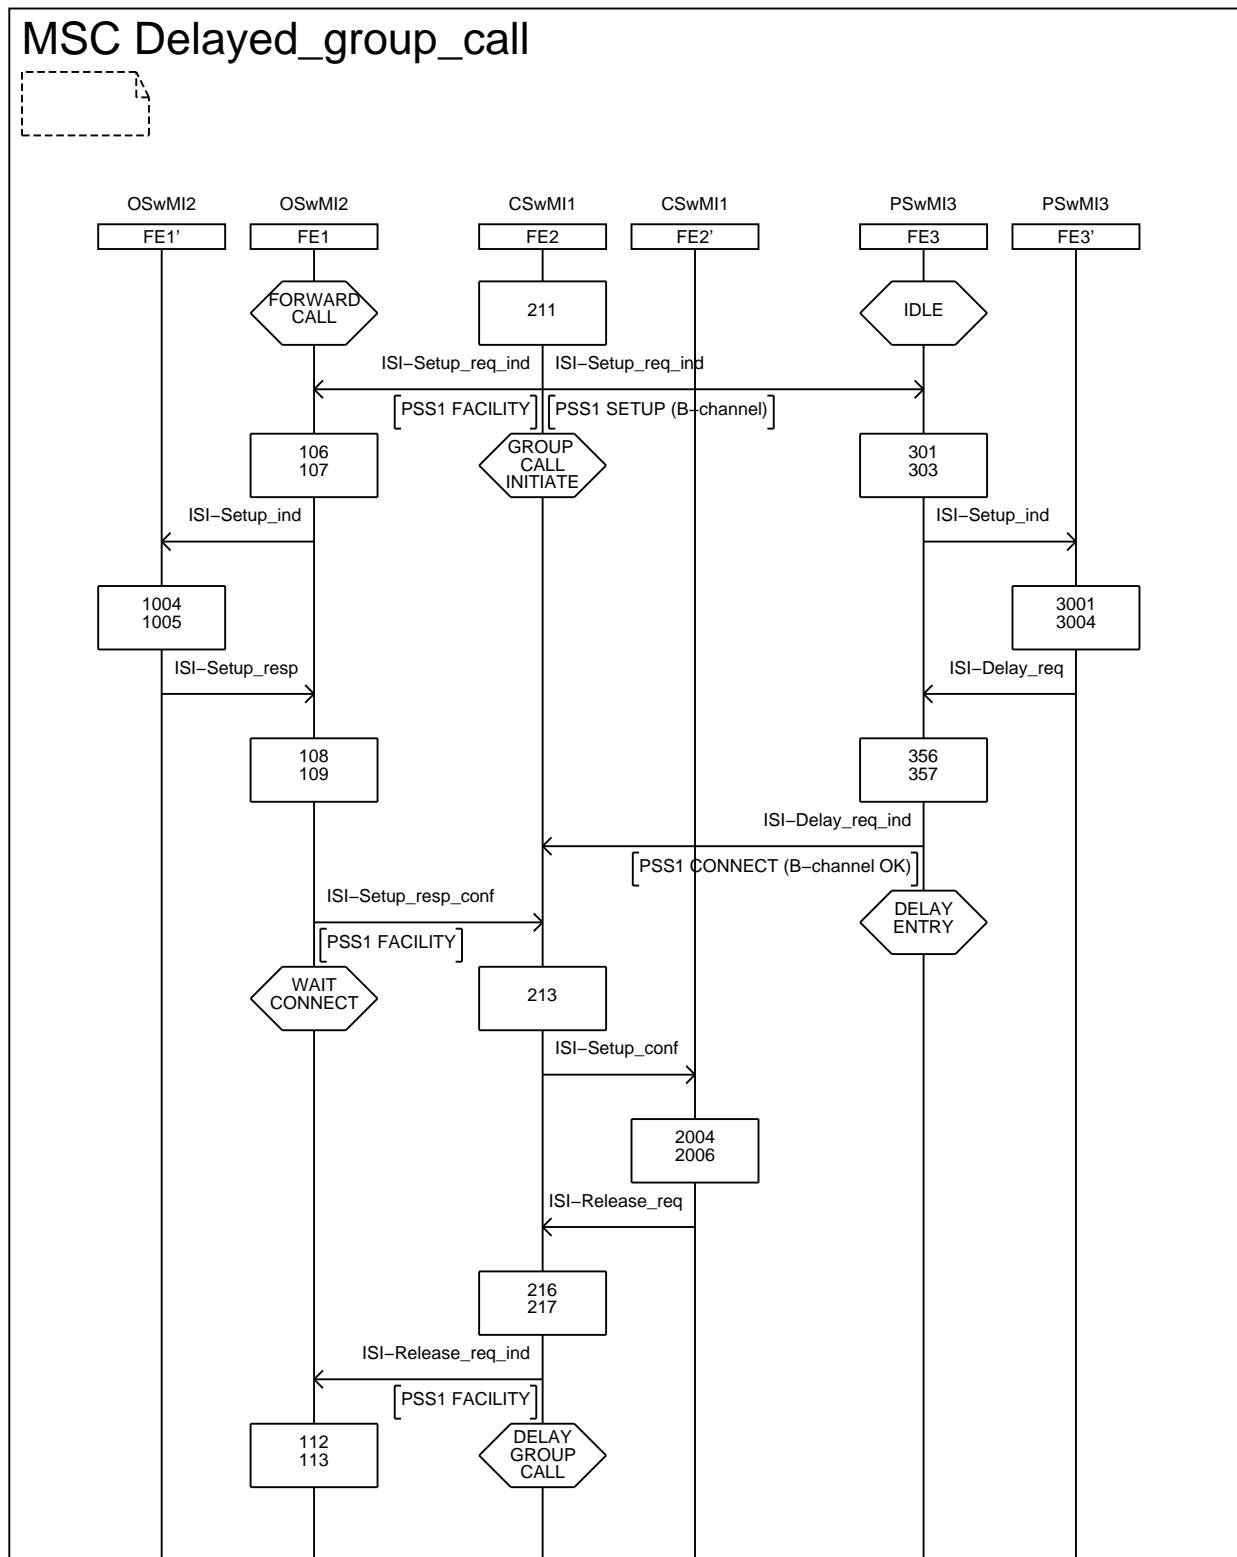 MSC Delayed_group_call
OSwMI2 OSwMI2 CSwMI1 CSwMI1 PSwMI3 PSwMI3
FE1’ FE1 FE2 FE2’ FE3 FE3’
FORWARD
CALL
211
IDLE
ISI−Setup_req_ind ISI−Setup_req_ind
PSS1 FACILITY PSS1 SETUP (B−channel)
106
107
GROUP
CALL
INITIATE
301
303
ISI−Setup_ind ISI−Setup_ind
1004
1005
3001
3004
ISI−Setup_resp ISI−Delay_req
108
109
356
357
ISI−Delay_req_ind
PSS1 CONNECT (B−channel OK)
ISI−Setup_resp_conf
DELAY
ENTRY
PSS1 FACILITY
WAIT
CONNECT
213
ISI−Setup_conf
2004
2006
ISI−Release_req
216
217
ISI−Release_req_ind
PSS1 FACILITY
112
113
DELAY
GROUP
CALL